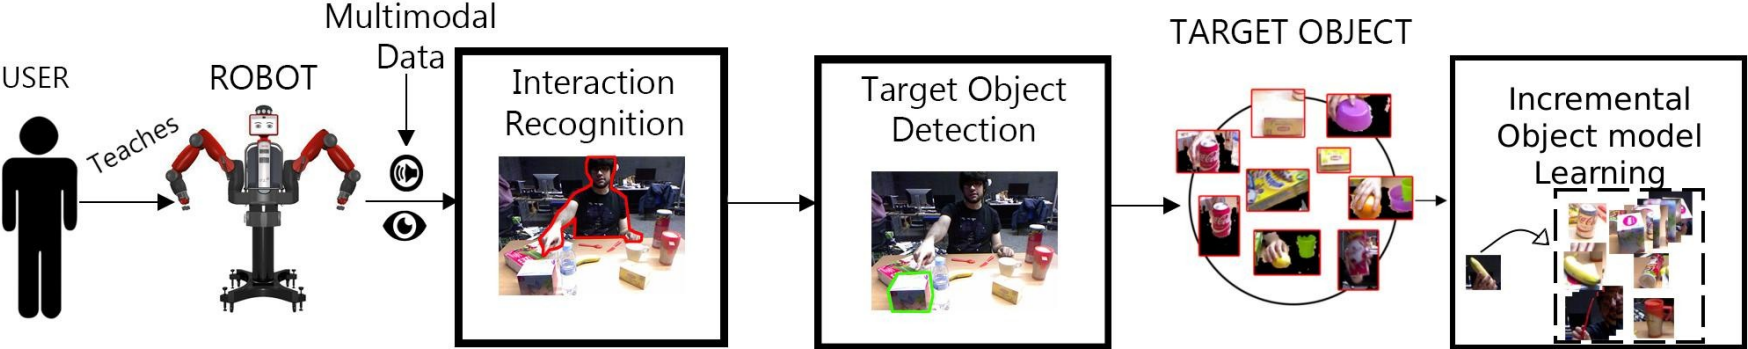 USER
Teaches
ROBOT
Multimodal
Data
Interaction
Recognition
Target Object
Detection
TARGET OBJECT
Incremental
Object model
Learning